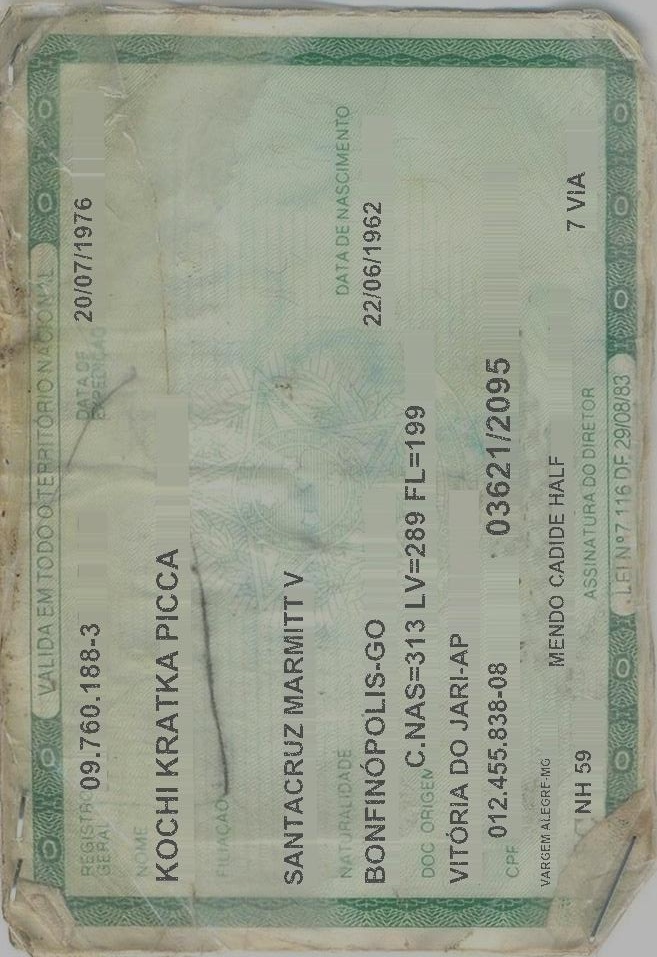 VALIDA EM TODO O TERRITÓRIO NACIONAL
REGISTRO GERAL 09.760.188-3 DATA DE EXPEDIÇÃO 20/07/1976
NOME
KOCHI KRATKA PICCA
FILIAÇÃO
SANTACRUZ MARMITT V
NATURALIDADE DATA DE NASCIMENTO
BONFINÓPOLIS-GO 22/06/1962
DOC ORIGEM C.NAS=313 LV=289 FL=199
VITÓRIA DO JARI-AP
CPF 012.455.838-08 03621/2095
VARGEM ALEGRE-MG MENDO CADIDE HALF
NH 59 7 VIA
ASSINATURA DO DIRETOR
LEI Nº 7 116 DE 29/08/83